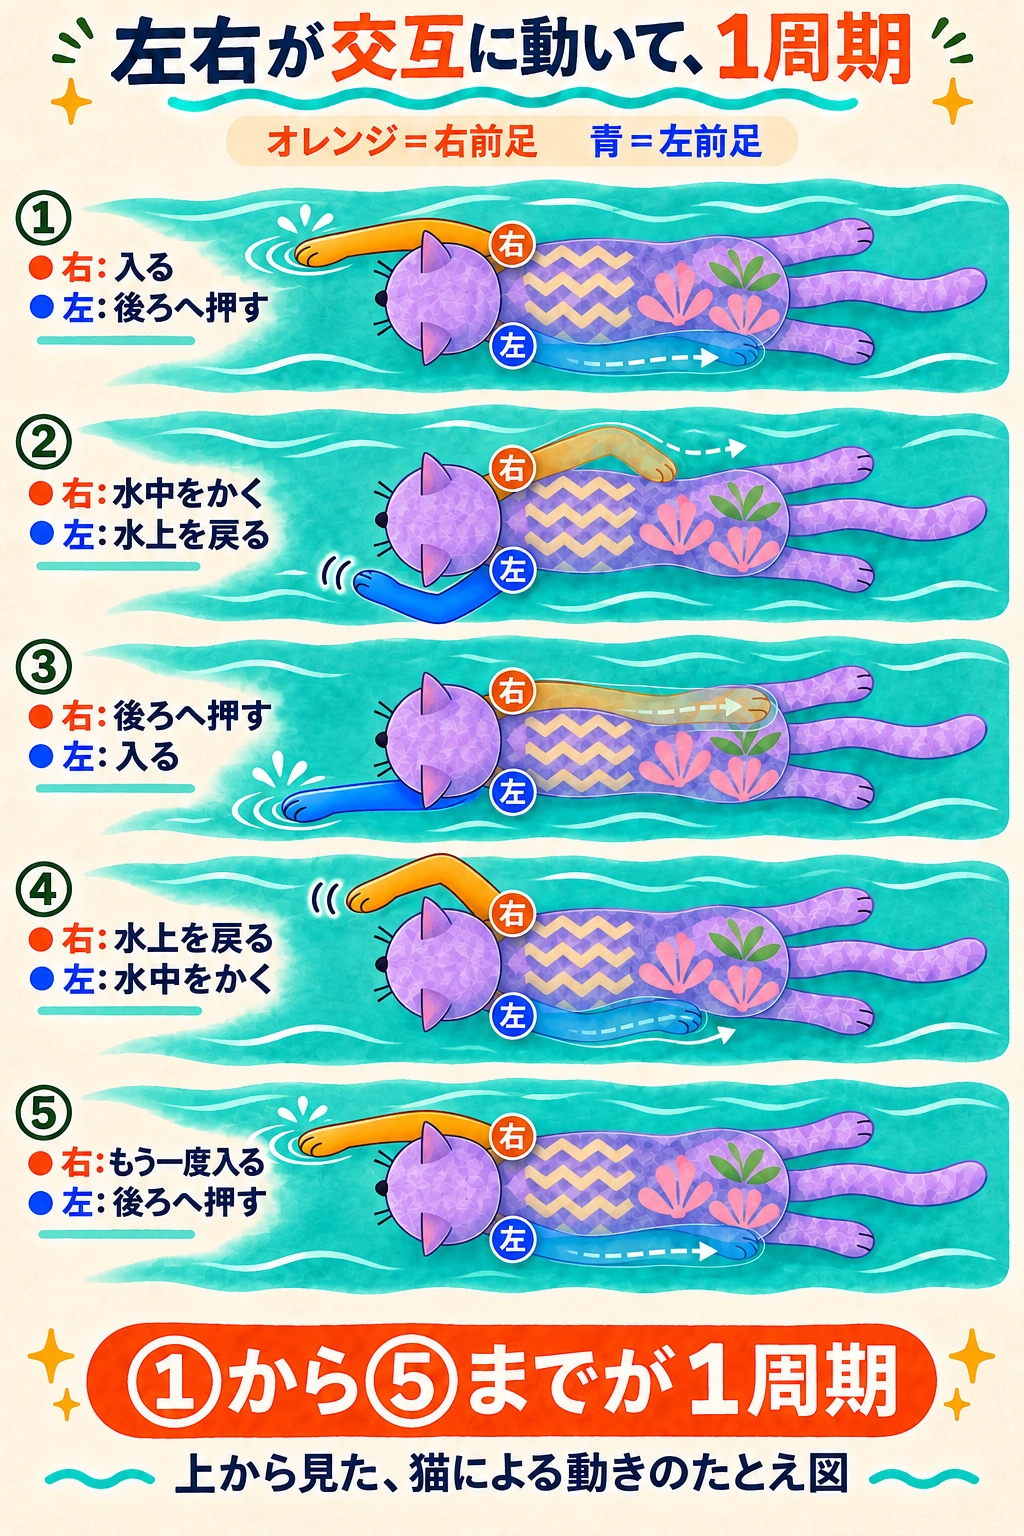 左右が交互に動いて、1周期
オレンジ=右前足　青=左前足
①
右：入る
左：後ろへ押す
右
左
②
右：水中をかく
左：水上を戻る
右
左
③
右：後ろへ押す
左：入る
右
左
④
右：水上を戻る
左：水中をかく
右
左
⑤
右：もう一度入る
左：後ろへ押す
右
左
①から⑤までが1周期
上から見た、猫による動きのたとえ図